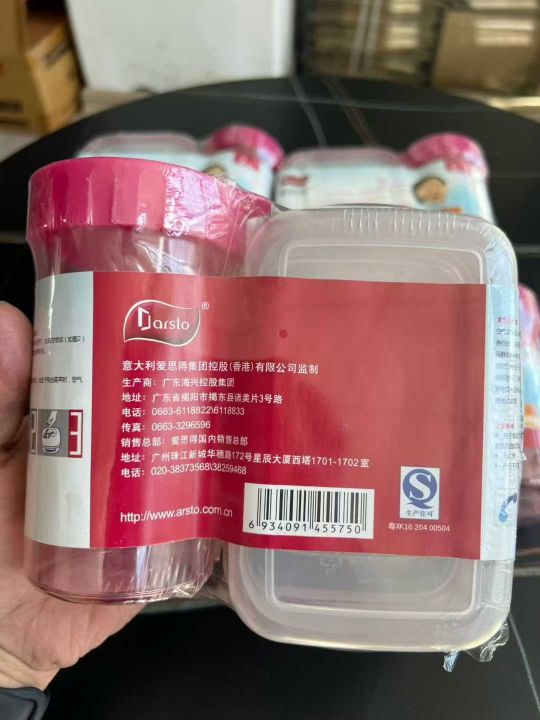 Darsto®
意大利爱思得集团控股(香港)有限公司监制
生产商：广东海兴控股集团
地址：广东省揭阳市揭东县诸美片3号路
电话：0663-6118822\6118833
传真：0663-3296596
销售总部：爱思得国内销售总部
地址：广州珠江新城华穗路172号星辰大厦西塔1701-1702室
电话：020-38373568\38259468
http://www.arsto.com.cn
6 934091 455750
生产许可
粤XK16 204 00504
PP